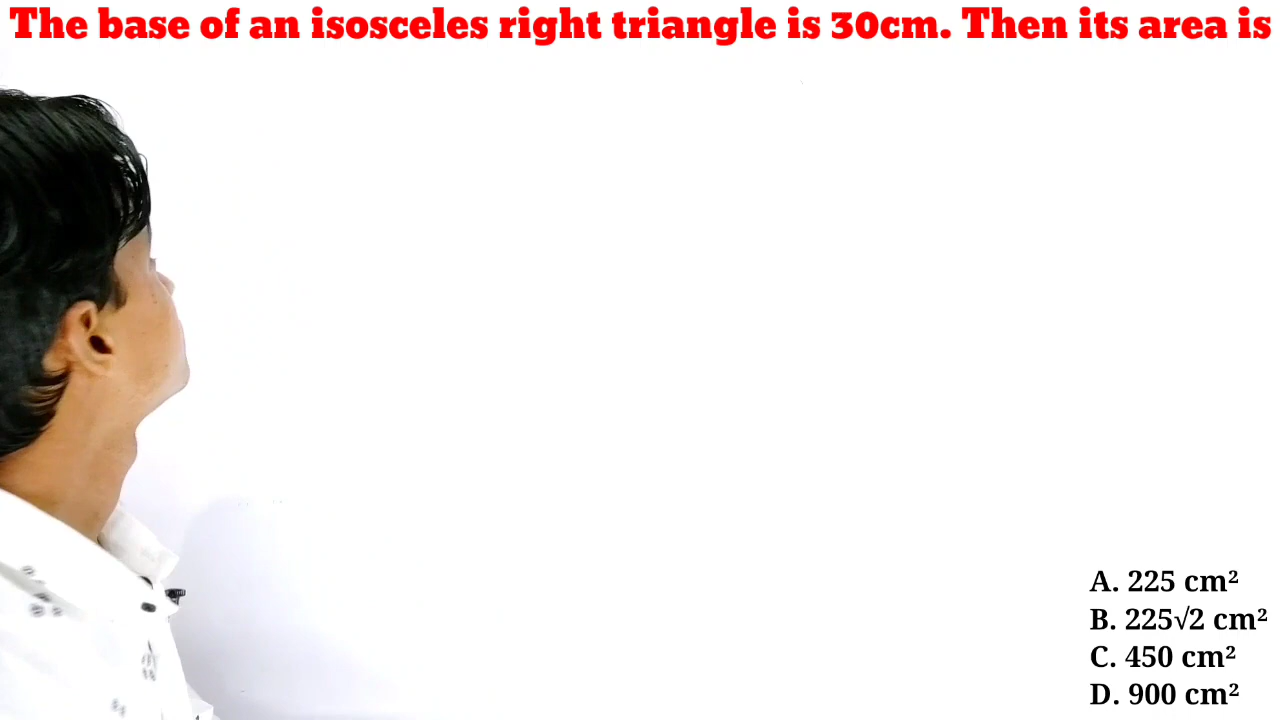 The base of an isosceles right triangle is 30cm. Then its area is
A. 225 cm²
B. 225√2 cm²
C. 450 cm²
D. 900 cm²